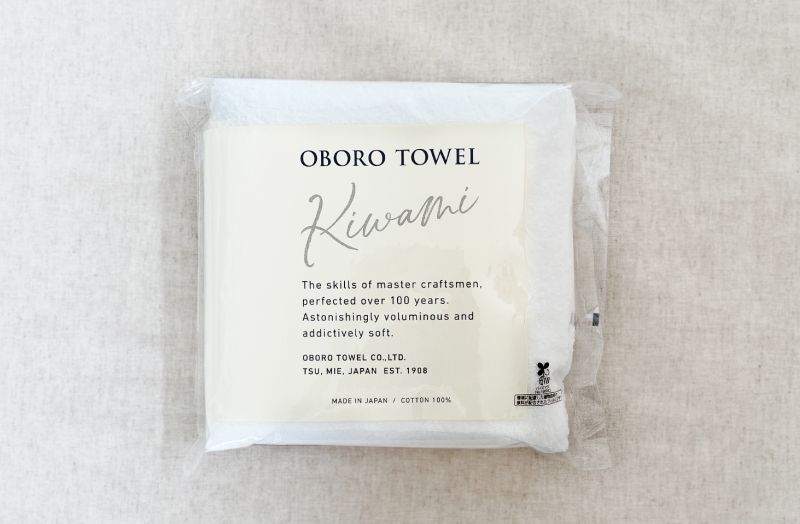 OBORO TOWEL
Kiwami
The skills of master craftsmen,
perfected over 100 years.
Astonishingly voluminous and
addictively soft.
OBORO TOWEL CO.,LTD.
TSU, MIE, JAPAN EST. 1908
MADE IN JAPAN / COTTON 100%